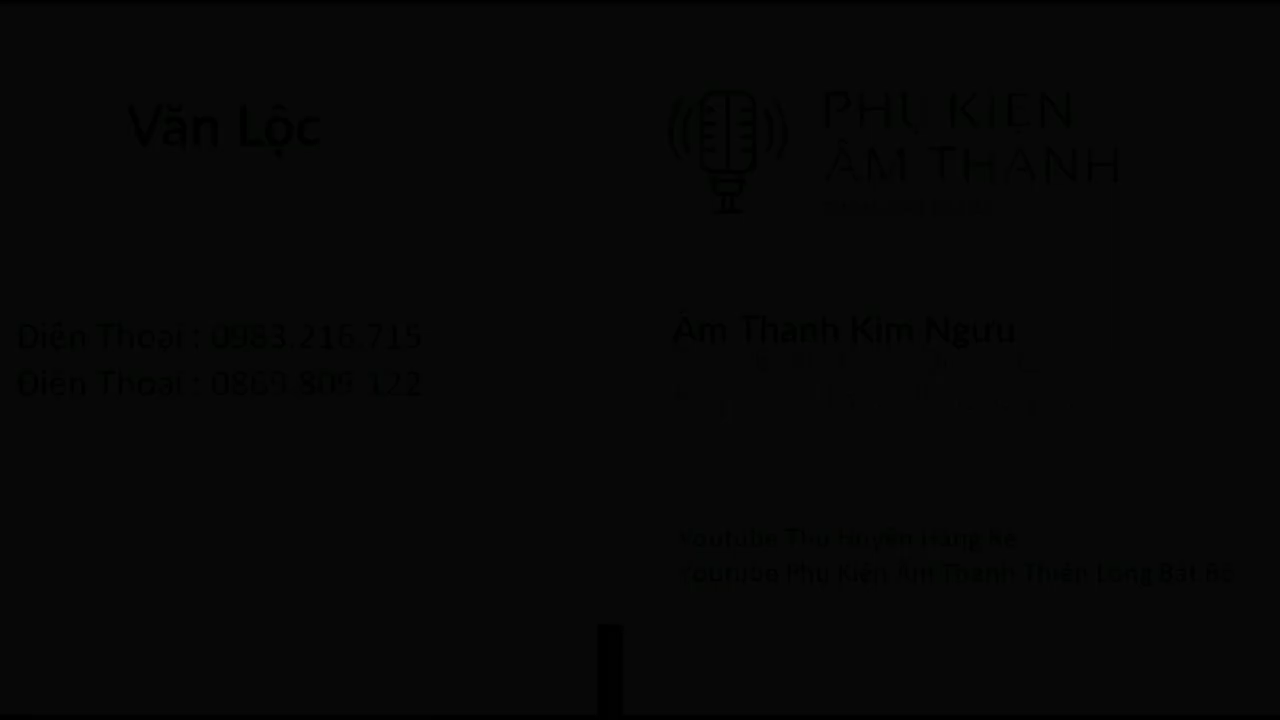 Văn Lộc
PHỤ KIỆN
ÂM THANH
Điện Thoại : 0983.216.715
Điện Thoại : 0869.809.122
Âm Thanh Kim Ngưu
Youtube Thu Huyền Hàng Rẻ
Youtube Phụ Kiện Âm Thanh Thiên Long Bát Bộ